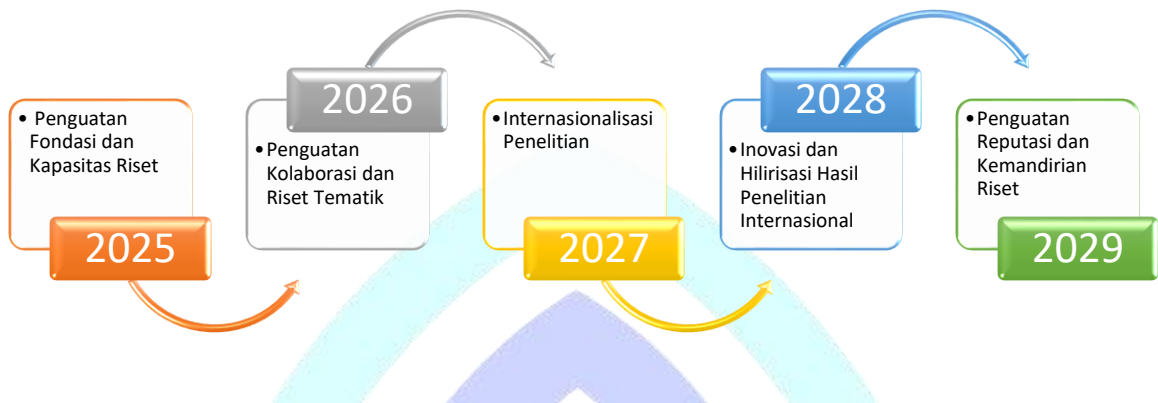 • Penguatan
Fondasi dan
Kapasitas Riset
2025
2026
• Penguatan
Kolaborasi dan
Riset Tematik
• Internasionalisasi
Penelitian
2027
2028
• Inovasi dan
Hilirisasi Hasil
Penelitian
Internasional
• Penguatan
Reputasi dan
Kemandirian
Riset
2029